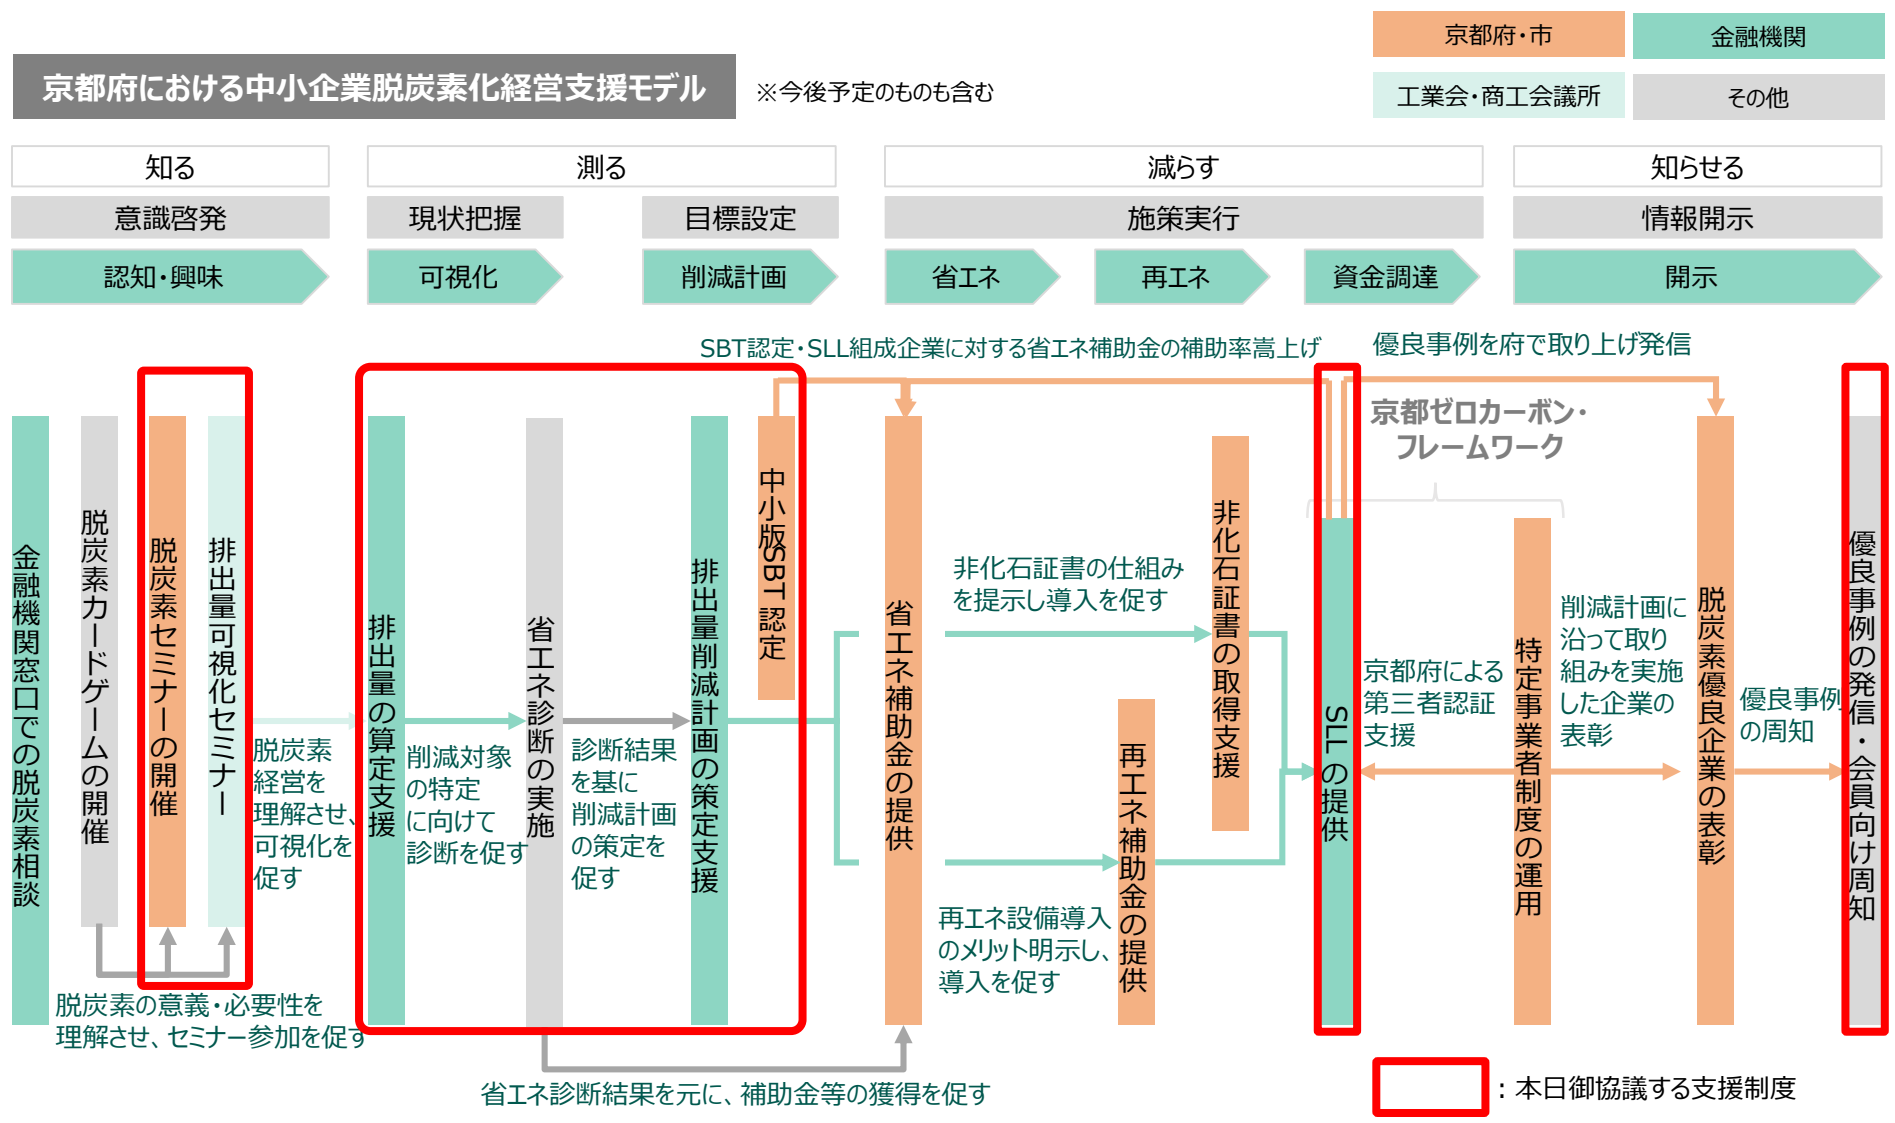 京都府・市
金融機関
工業会・商工会議所
その他
京都府における中小企業脱炭素化経営支援モデル
※今後予定のものも含む
知る
測る
減らす
知らせる
意識啓発
現状把握
目標設定
施策実行
情報開示
認知・興味
可視化
削減計画
省エネ
再エネ
資金調達
開示
SBT認定・SLL組成企業に対する省エネ補助金の補助率嵩上げ
優良事例を府で取り上げ発信
京都ゼロカーボン・
フレームワーク
金融機関窓口での脱炭素相談
脱炭素カードゲームの開催
脱炭素セミナーの開催
排出量可視化セミナー
脱炭素の意義・必要性を
理解させ、セミナー参加を促す
脱炭素
経営を
理解させ、
可視化を
促す
排出量の算定支援
削減対象
の特定
に向けて
診断を促す
省エネ診断の実施
診断結果
を基に
削減計画
の策定を
促す
排出量削減計画の策定支援
中小版SBT認定
省エネ診断結果を元に、補助金等の獲得を促す
省エネ補助金の提供
非化石証書の仕組み
を提示し導入を促す
非化石証書の取得支援
再エネ設備導入
のメリット明示し、
導入を促す
再エネ補助金の提供
SLLの提供
京都府による
第三者認証
支援
特定事業者制度の運用
削減計画に
沿って取り
組みを実施
した企業の
表彰
脱炭素優良企業の表彰
優良事例
の周知
優良事例の発信・会員向け周知
：本日御協議する支援制度